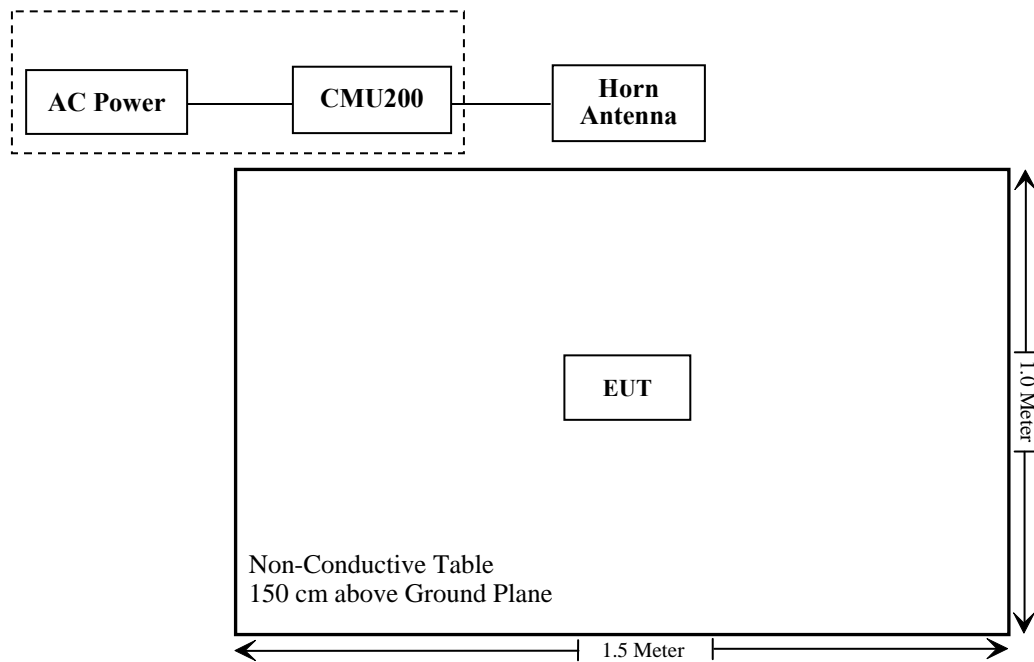 AC Power
CMU200
Horn
Antenna
EUT
1.0 Meter
Non-Conductive Table
150 cm above Ground Plane
1.5 Meter